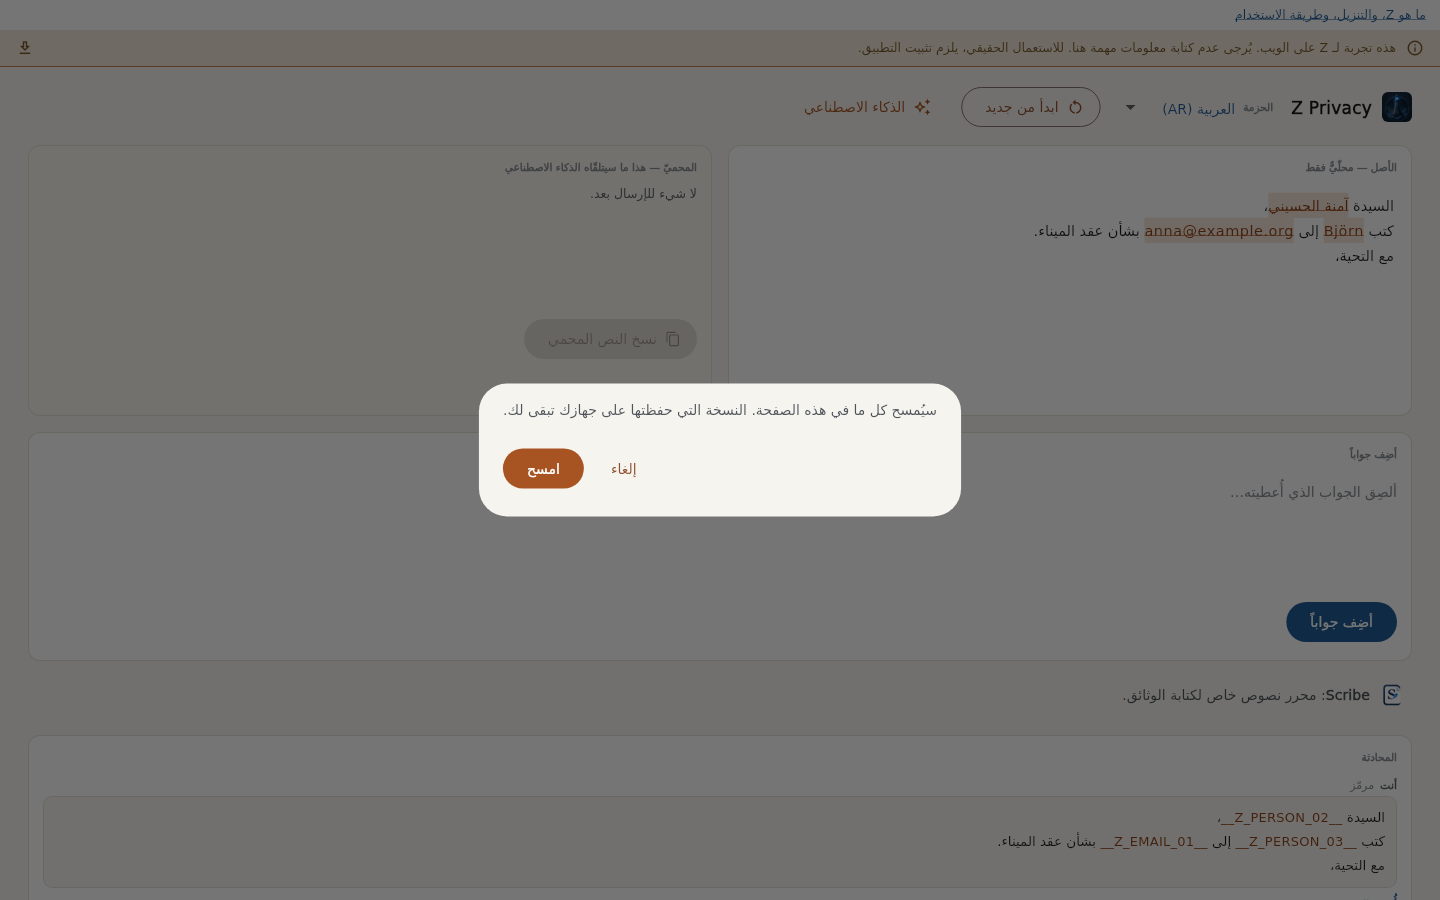 ما هو Z، والتنزيل، وطريقة الاستخدام
هذه تجربة لـ Z على الويب. يُرجى عدم كتابة معلومات مهمة هنا. للاستعمال الحقيقي، يلزم تثبيت التطبيق.
Z Privacy
الحزمة
العربية (AR)
ابدأ من جديد
الذكاء الاصطناعي
الأصل — محلّيٌّ فقط
السيدة آمنة الحسيني،
كتب Björn إلى anna@example.org بشأن عقد الميناء.
مع التحية،
المحميّ — هذا ما سيتلقّاه الذكاء الاصطناعي
لا شيء للإرسال بعد.
نسخ النص المحمي
سيُمسح كل ما في هذه الصفحة. النسخة التي حفظتها على جهازك تبقى لك.
إلغاء
امسح
أضِف جواباً
ألصِق الجواب الذي أُعطيته...
أضِف جواباً
Scribe: محرر نصوص خاص لكتابة الوثائق.
المحادثة
أنت مرمّز
السيدة __Z_PERSON_02__،
كتب __Z_PERSON_03__ إلى __Z_EMAIL_01__ بشأن عقد الميناء.
مع التحية،